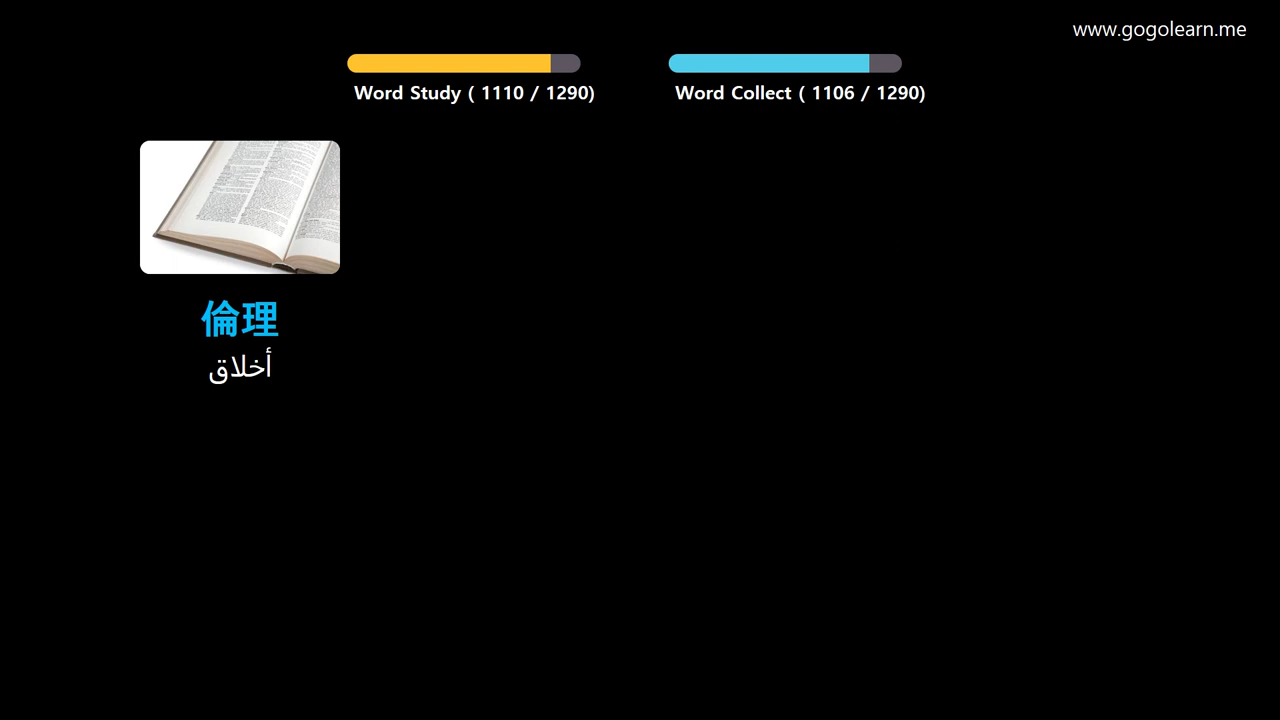 www.gogolearn.me
Word Study ( 1110 / 1290)
Word Collect ( 1106 / 1290)
倫理
أخلاق